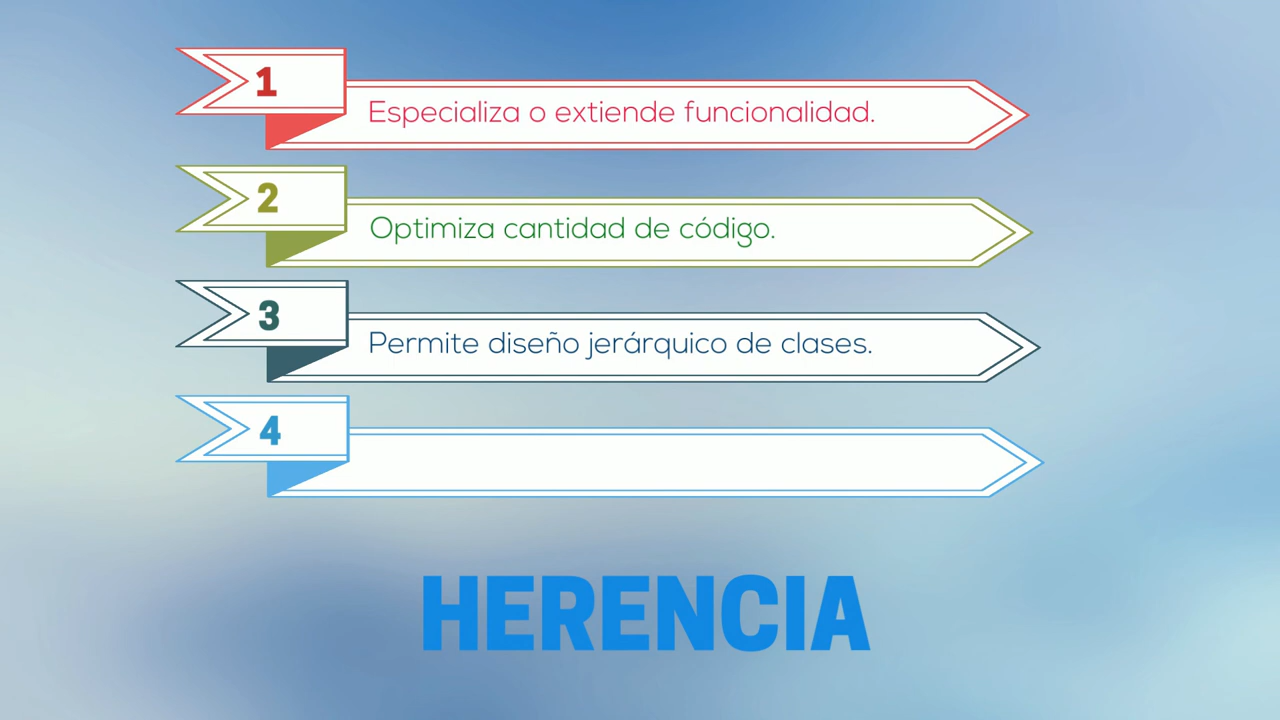 1
Especializa o extiende funcionalidad.
2
Optimiza cantidad de código.
3
Permite diseño jerárquico de clases.
4
HERENCIA